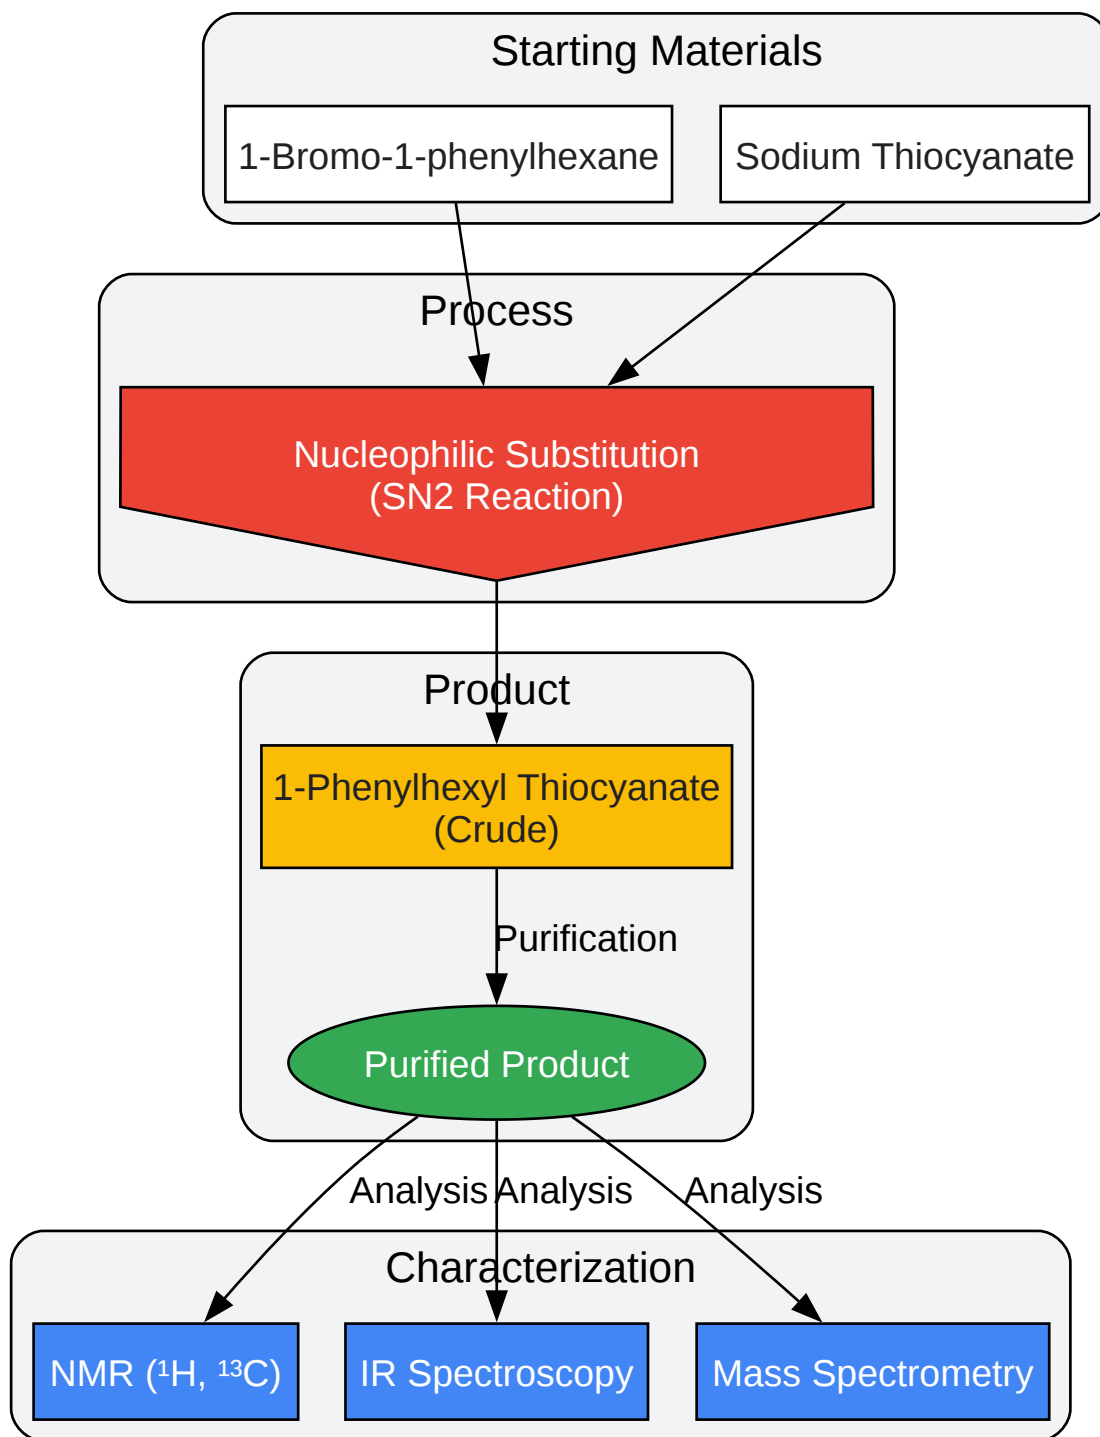 Starting Materials
1-Bromo-1-phenylhexane
Sodium Thiocyanate
Process
Nucleophilic Substitution
(SN2 Reaction)
Product
1-Phenylhexyl Thiocyanate
(Crude)
Purification
Purified Product
Analysis
Analysis
Analysis
Characterization
NMR (¹H, ¹³C)
IR Spectroscopy
Mass Spectrometry